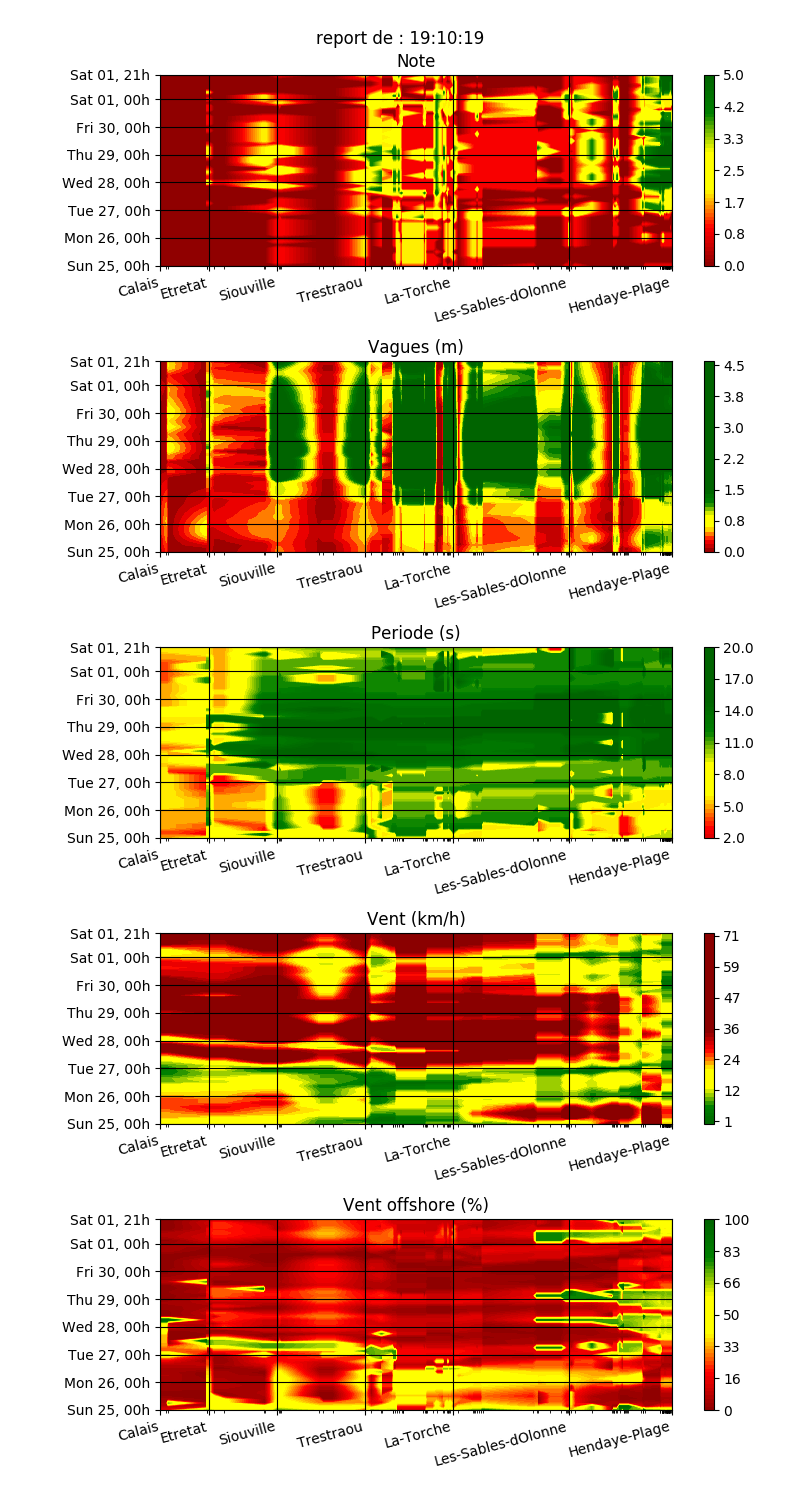 report de : 19:10:19
Note
Sat 01, 21h
Sat 01, 00h
Fri 30, 00h
Thu 29, 00h
Wed 28, 00h
Tue 27, 00h
Mon 26, 00h
Sun 25, 00h
Calais
Etretat
Siouville
Trestraou
La-Torche
Les-Sables-dOlonne
Hendaye-Plage
5.0
4.2
3.3
2.5
1.7
0.8
0.0
Vagues (m)
Sat 01, 21h
Sat 01, 00h
Fri 30, 00h
Thu 29, 00h
Wed 28, 00h
Tue 27, 00h
Mon 26, 00h
Sun 25, 00h
Calais
Etretat
Siouville
Trestraou
La-Torche
Les-Sables-dOlonne
Hendaye-Plage
4.5
3.8
3.0
2.2
1.5
0.8
0.0
Periode (s)
Sat 01, 21h
Sat 01, 00h
Fri 30, 00h
Thu 29, 00h
Wed 28, 00h
Tue 27, 00h
Mon 26, 00h
Sun 25, 00h
Calais
Etretat
Siouville
Trestraou
La-Torche
Les-Sables-dOlonne
Hendaye-Plage
20.0
17.0
14.0
11.0
8.0
5.0
2.0
Vent (km/h)
Sat 01, 21h
Sat 01, 00h
Fri 30, 00h
Thu 29, 00h
Wed 28, 00h
Tue 27, 00h
Mon 26, 00h
Sun 25, 00h
Calais
Etretat
Siouville
Trestraou
La-Torche
Les-Sables-dOlonne
Hendaye-Plage
71
59
47
36
24
12
1
Vent offshore (%)
Sat 01, 21h
Sat 01, 00h
Fri 30, 00h
Thu 29, 00h
Wed 28, 00h
Tue 27, 00h
Mon 26, 00h
Sun 25, 00h
Calais
Etretat
Siouville
Trestraou
La-Torche
Les-Sables-dOlonne
Hendaye-Plage
100
83
66
50
33
16
0